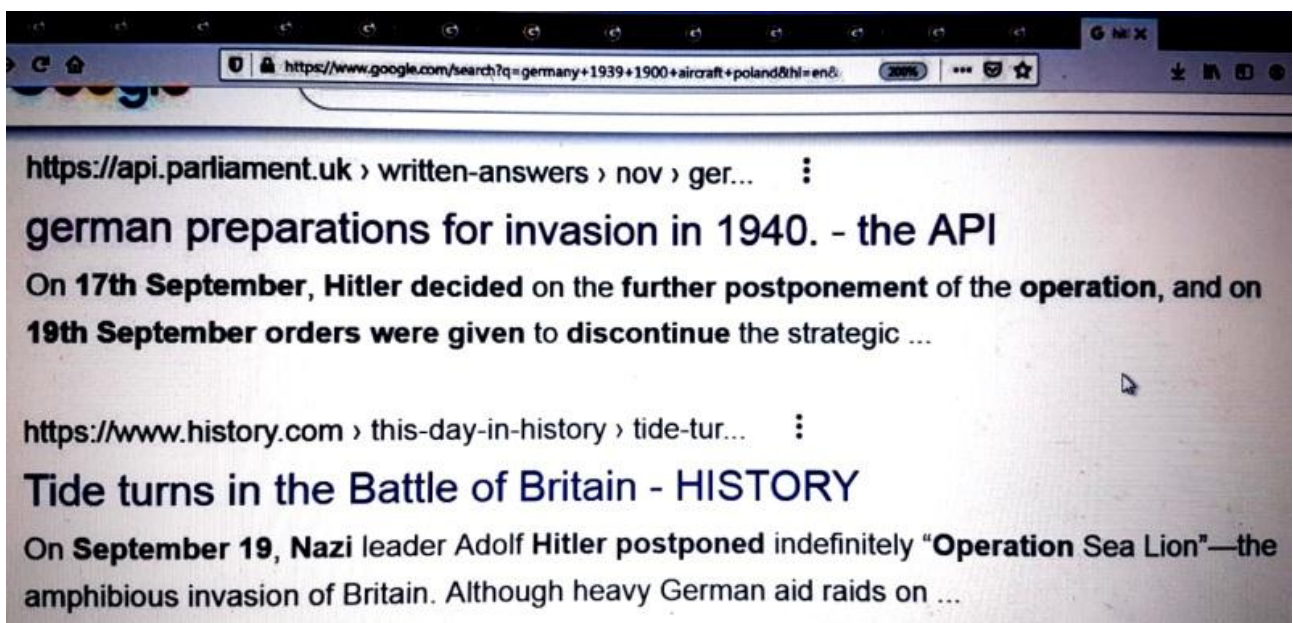 https://www.google.com/search?q=germany+1939+1900+aircraft+poland&hl=en&
200%
https://api.parliament.uk › written-answers › nov › ger...
german preparations for invasion in 1940. - the API
On 17th September, Hitler decided on the further postponement of the operation, and on
19th September orders were given to discontinue the strategic ...
https://www.history.com › this-day-in-history › tide-tur...
Tide turns in the Battle of Britain - HISTORY
On September 19, Nazi leader Adolf Hitler postponed indefinitely “Operation Sea Lion”—the
amphibious invasion of Britain. Although heavy German aid raids on ...